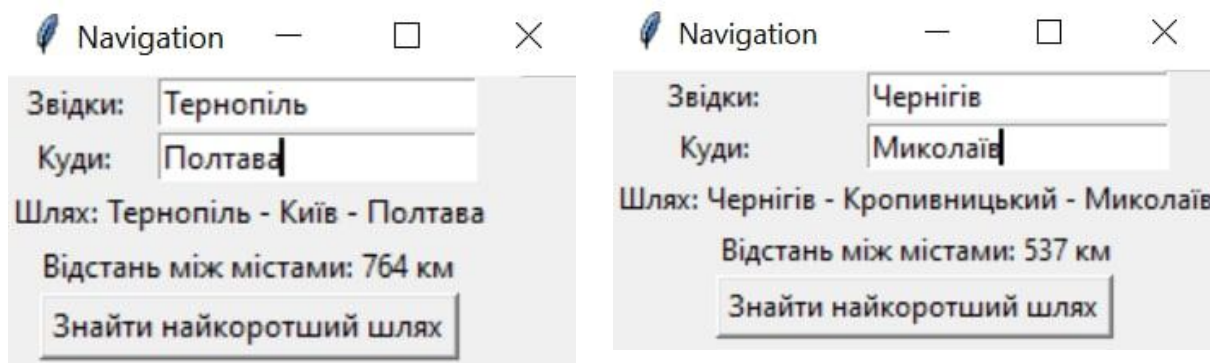 Navigation
Звідки: Тернопіль
Куди: Полтава
Шлях: Тернопіль - Київ - Полтава
Відстань між містами: 764 км
Знайти найкоротший шлях
Navigation
Звідки: Чернігів
Куди: Миколаїв
Шлях: Чернігів - Кропивницький - Миколаїв
Відстань між містами: 537 км
Знайти найкоротший шлях